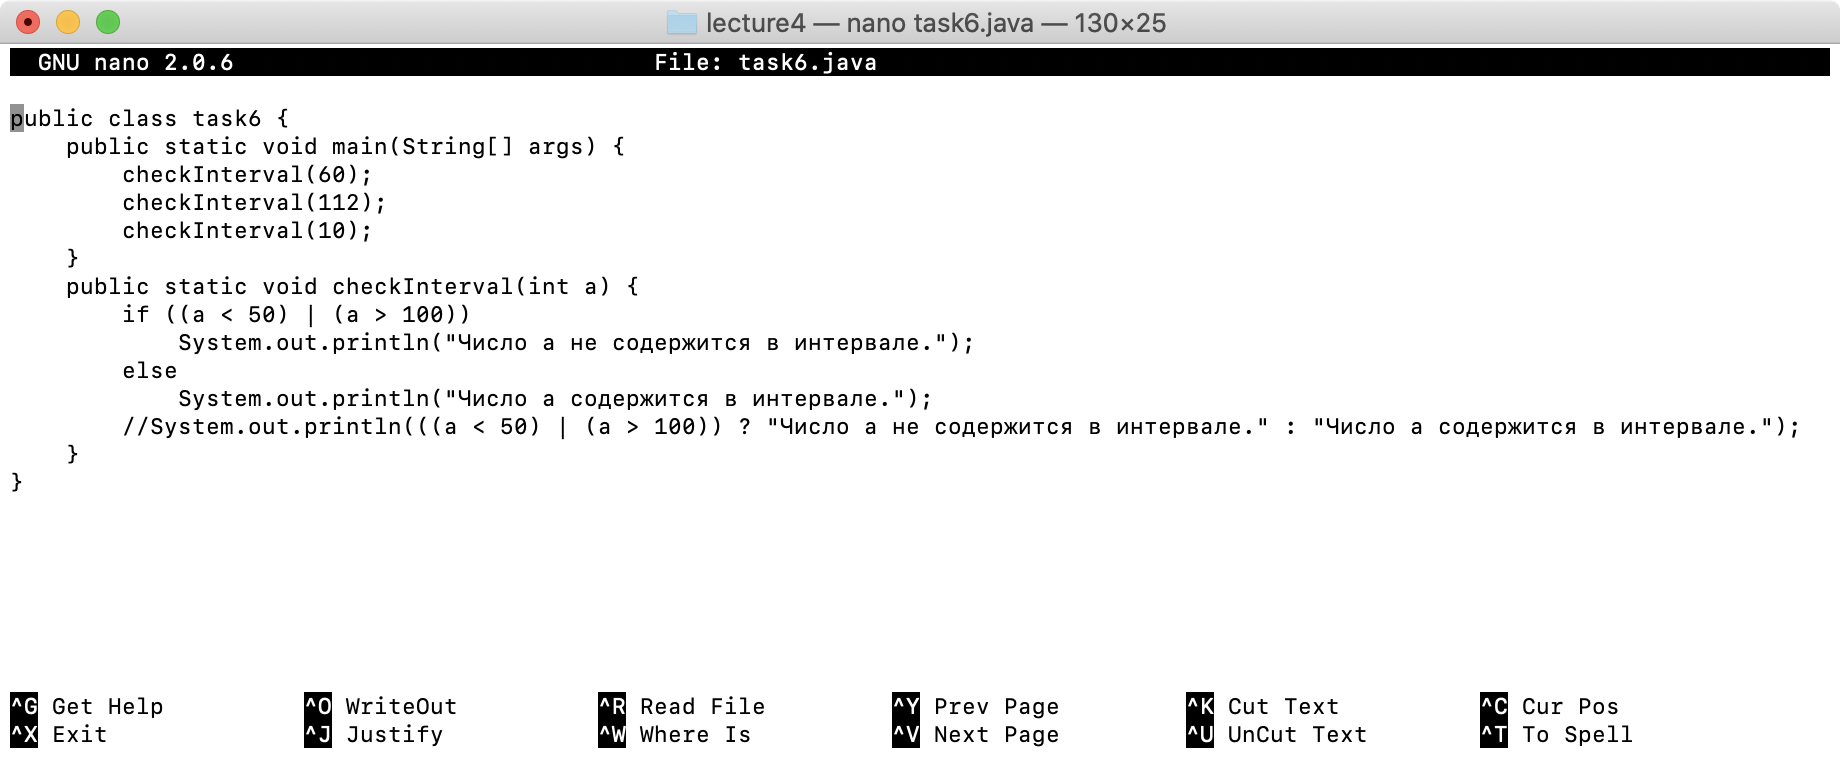 lecture4 — nano task6.java — 130×25
GNU nano 2.0.6 File: task6.java
public class task6 {
    public static void main(String[] args) {
        checkInterval(60);
        checkInterval(112);
        checkInterval(10);
    }
    public static void checkInterval(int a) {
        if ((a < 50) | (a > 100))
            System.out.println("Число а не содержится в интервале.");
        else
            System.out.println("Число а содержится в интервале.");
        //System.out.println(((a < 50) | (a > 100)) ? "Число а не содержится в интервале." : "Число а содержится в интервале.");
    }
}
^G Get Help ^O WriteOut ^R Read File ^Y Prev Page ^K Cut Text ^C Cur Pos
^X Exit ^J Justify ^W Where Is ^V Next Page ^U UnCut Text ^T To Spell